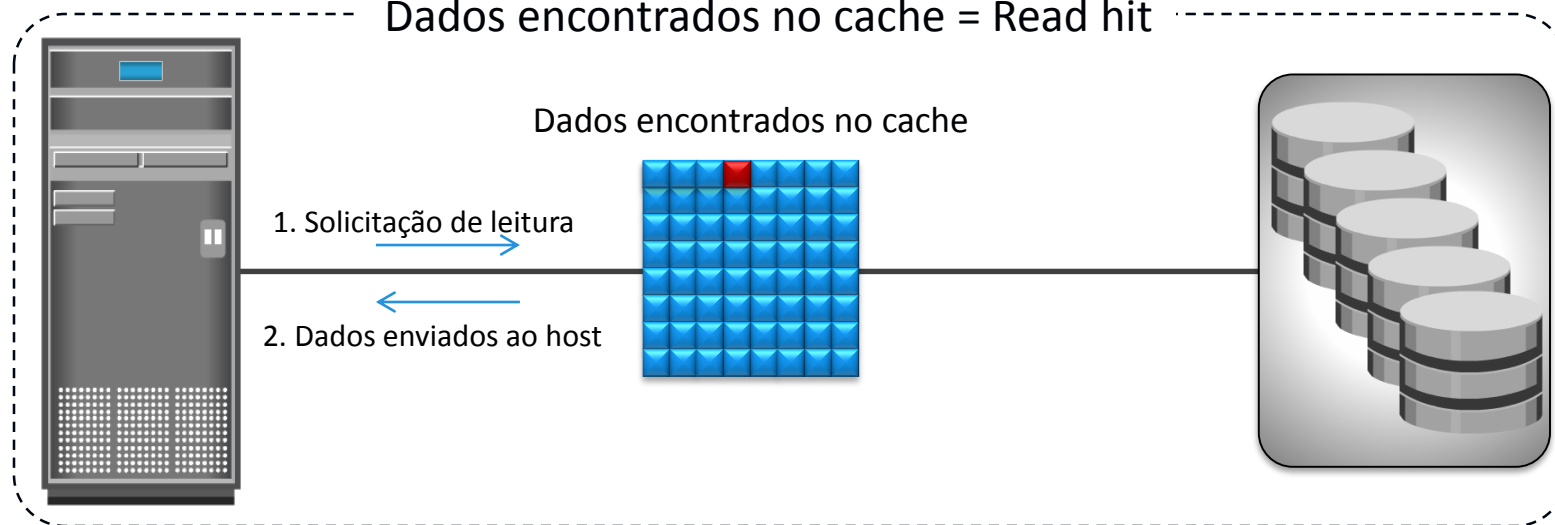 Dados encontrados no cache = Read hit
Dados encontrados no cache
1. Solicitação de leitura
2. Dados enviados ao host